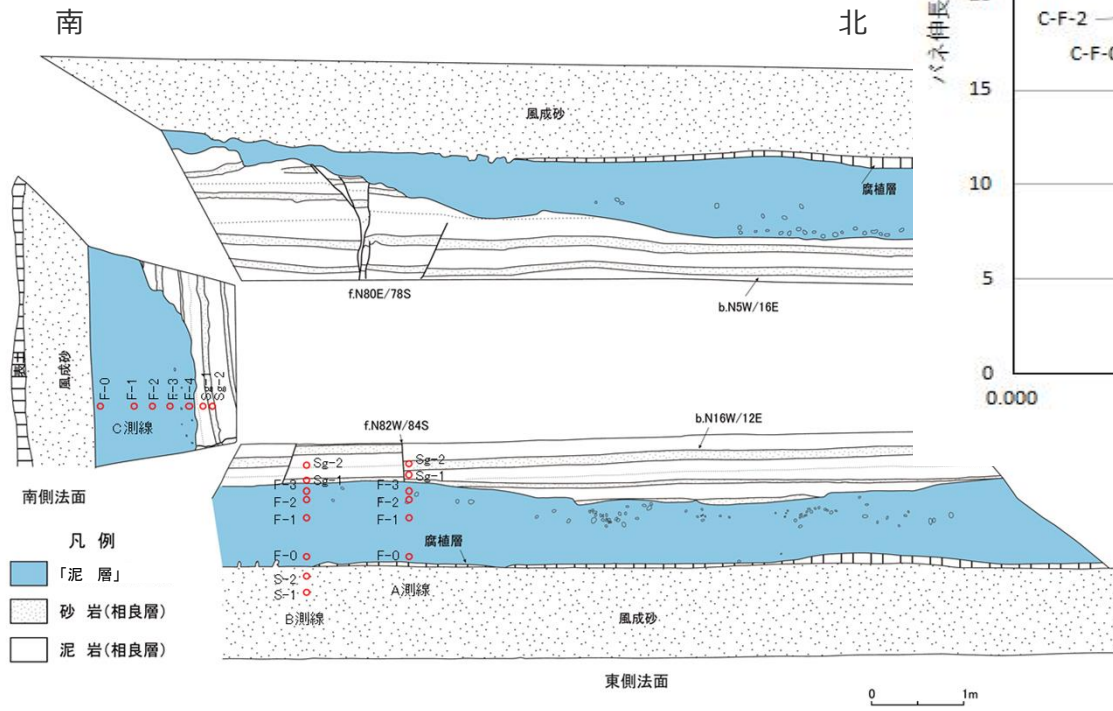 南
北
風成砂
腐植層
f.N80E/78S
b.N5W/16E
表土
風成砂
F-0
F-1
F-2
F-3
F-4
Sg-1
Sg-2
C測線
南側法面
凡 例
「泥 層」
砂 岩(相良層)
泥 岩(相良層)
f.N82W/84S
b.N16W/12E
Sg-2
Sg-1
F-3
F-2
F-1
F-0
S-2
S-1
B測線
Sg-2
Sg-1
F-3
F-2
F-1
F-0
A測線
腐植層
風成砂
東側法面
0 1m
バネ伸長
C-F-2
C-F-0
15
10
5
0
0.000